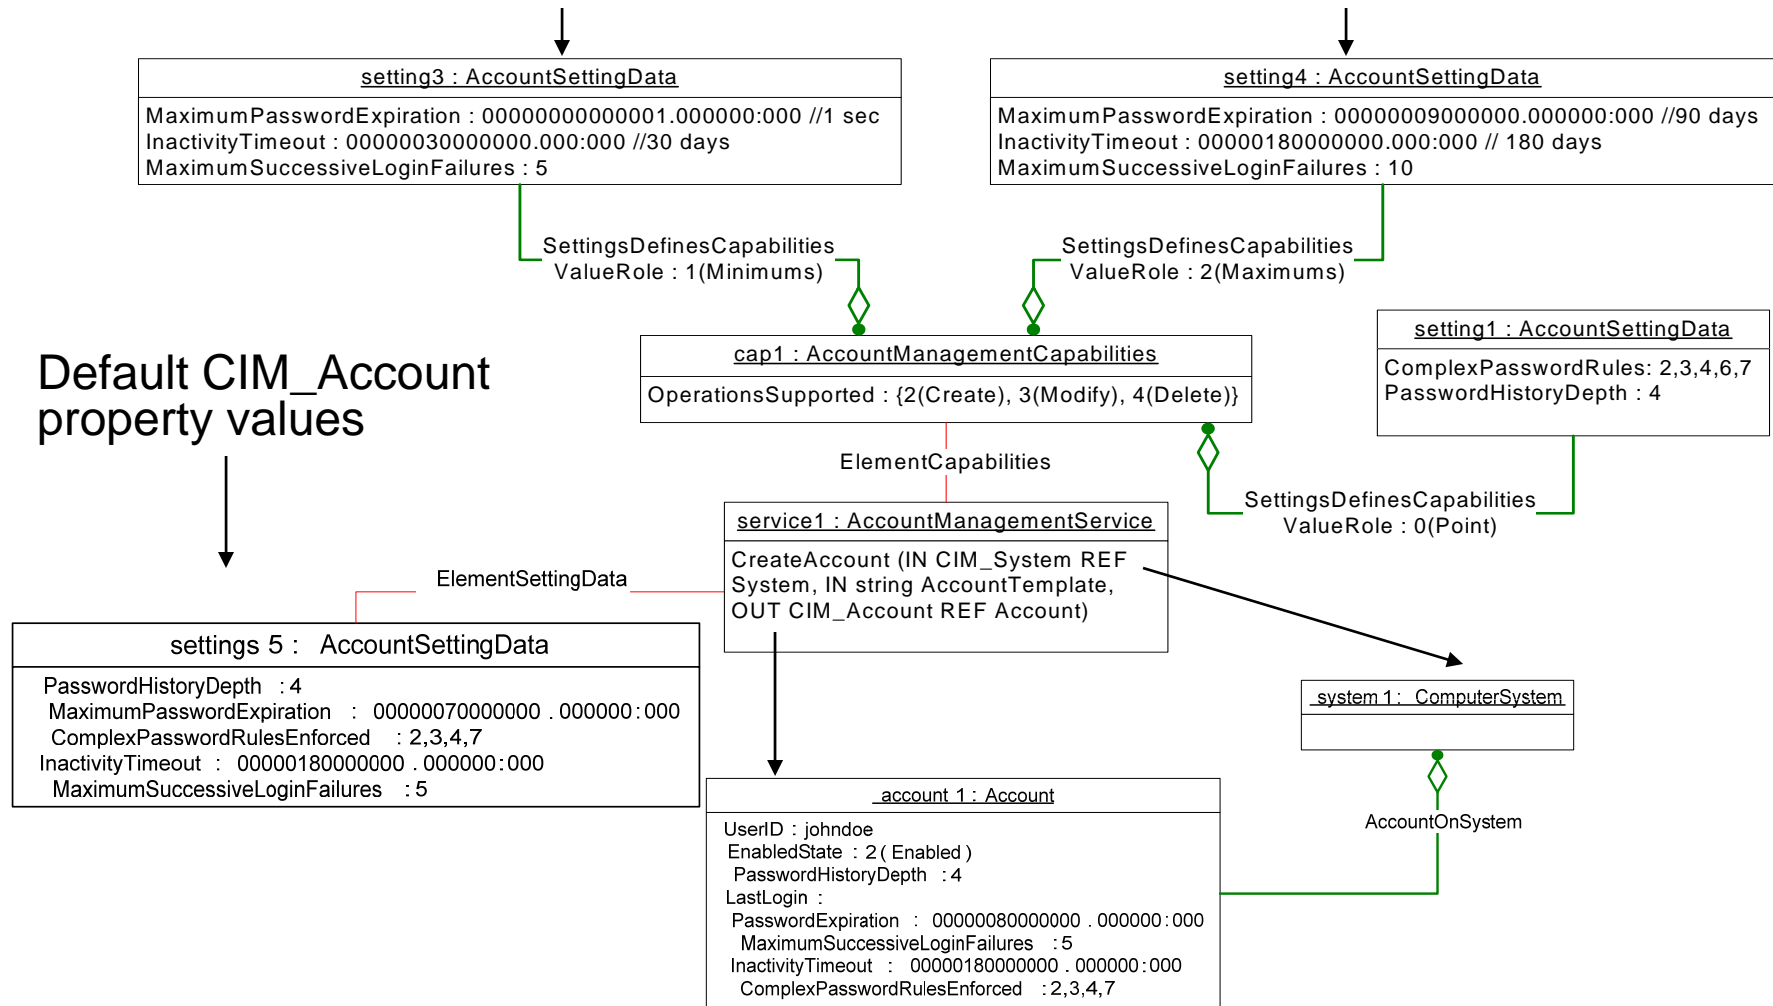 setting3 : AccountSettingData
MaximumPasswordExpiration : 00000000000001.000000:000 //1 sec
InactivityTimeout : 00000030000000.000:000 //30 days
MaximumSuccessiveLoginFailures : 5
setting4 : AccountSettingData
MaximumPasswordExpiration : 00000009000000.000000:000 //90 days
InactivityTimeout : 00000180000000.000:000 // 180 days
MaximumSuccessiveLoginFailures : 10
SettingsDefinesCapabilities
ValueRole : 1(Minimums)
SettingsDefinesCapabilities
ValueRole : 2(Maximums)
cap1 : AccountManagementCapabilities
OperationsSupported : {2(Create), 3(Modify), 4(Delete)}
setting1 : AccountSettingData
ComplexPasswordRules: 2,3,4,6,7
PasswordHistoryDepth : 4
Default CIM_Account
property values
ElementCapabilities
SettingsDefinesCapabilities
ValueRole : 0(Point)
service1 : AccountManagementService
CreateAccount (IN CIM_System REF
System, IN string AccountTemplate,
OUT CIM_Account REF Account)
ElementSettingData
settings 5 : AccountSettingData
PasswordHistoryDepth : 4
MaximumPasswordExpiration : 00000070000000 . 000000:000
ComplexPasswordRulesEnforced : 2,3,4,7
InactivityTimeout : 00000180000000 . 000000:000
MaximumSuccessiveLoginFailures : 5
system 1 : ComputerSystem
AccountOnSystem
account 1 : Account
UserID : johndoe
EnabledState : 2 ( Enabled )
PasswordHistoryDepth : 4
LastLogin :
PasswordExpiration : 00000080000000 . 000000:000
MaximumSuccessiveLoginFailures : 5
InactivityTimeout : 00000180000000 . 000000:000
ComplexPasswordRulesEnforced : 2,3,4,7